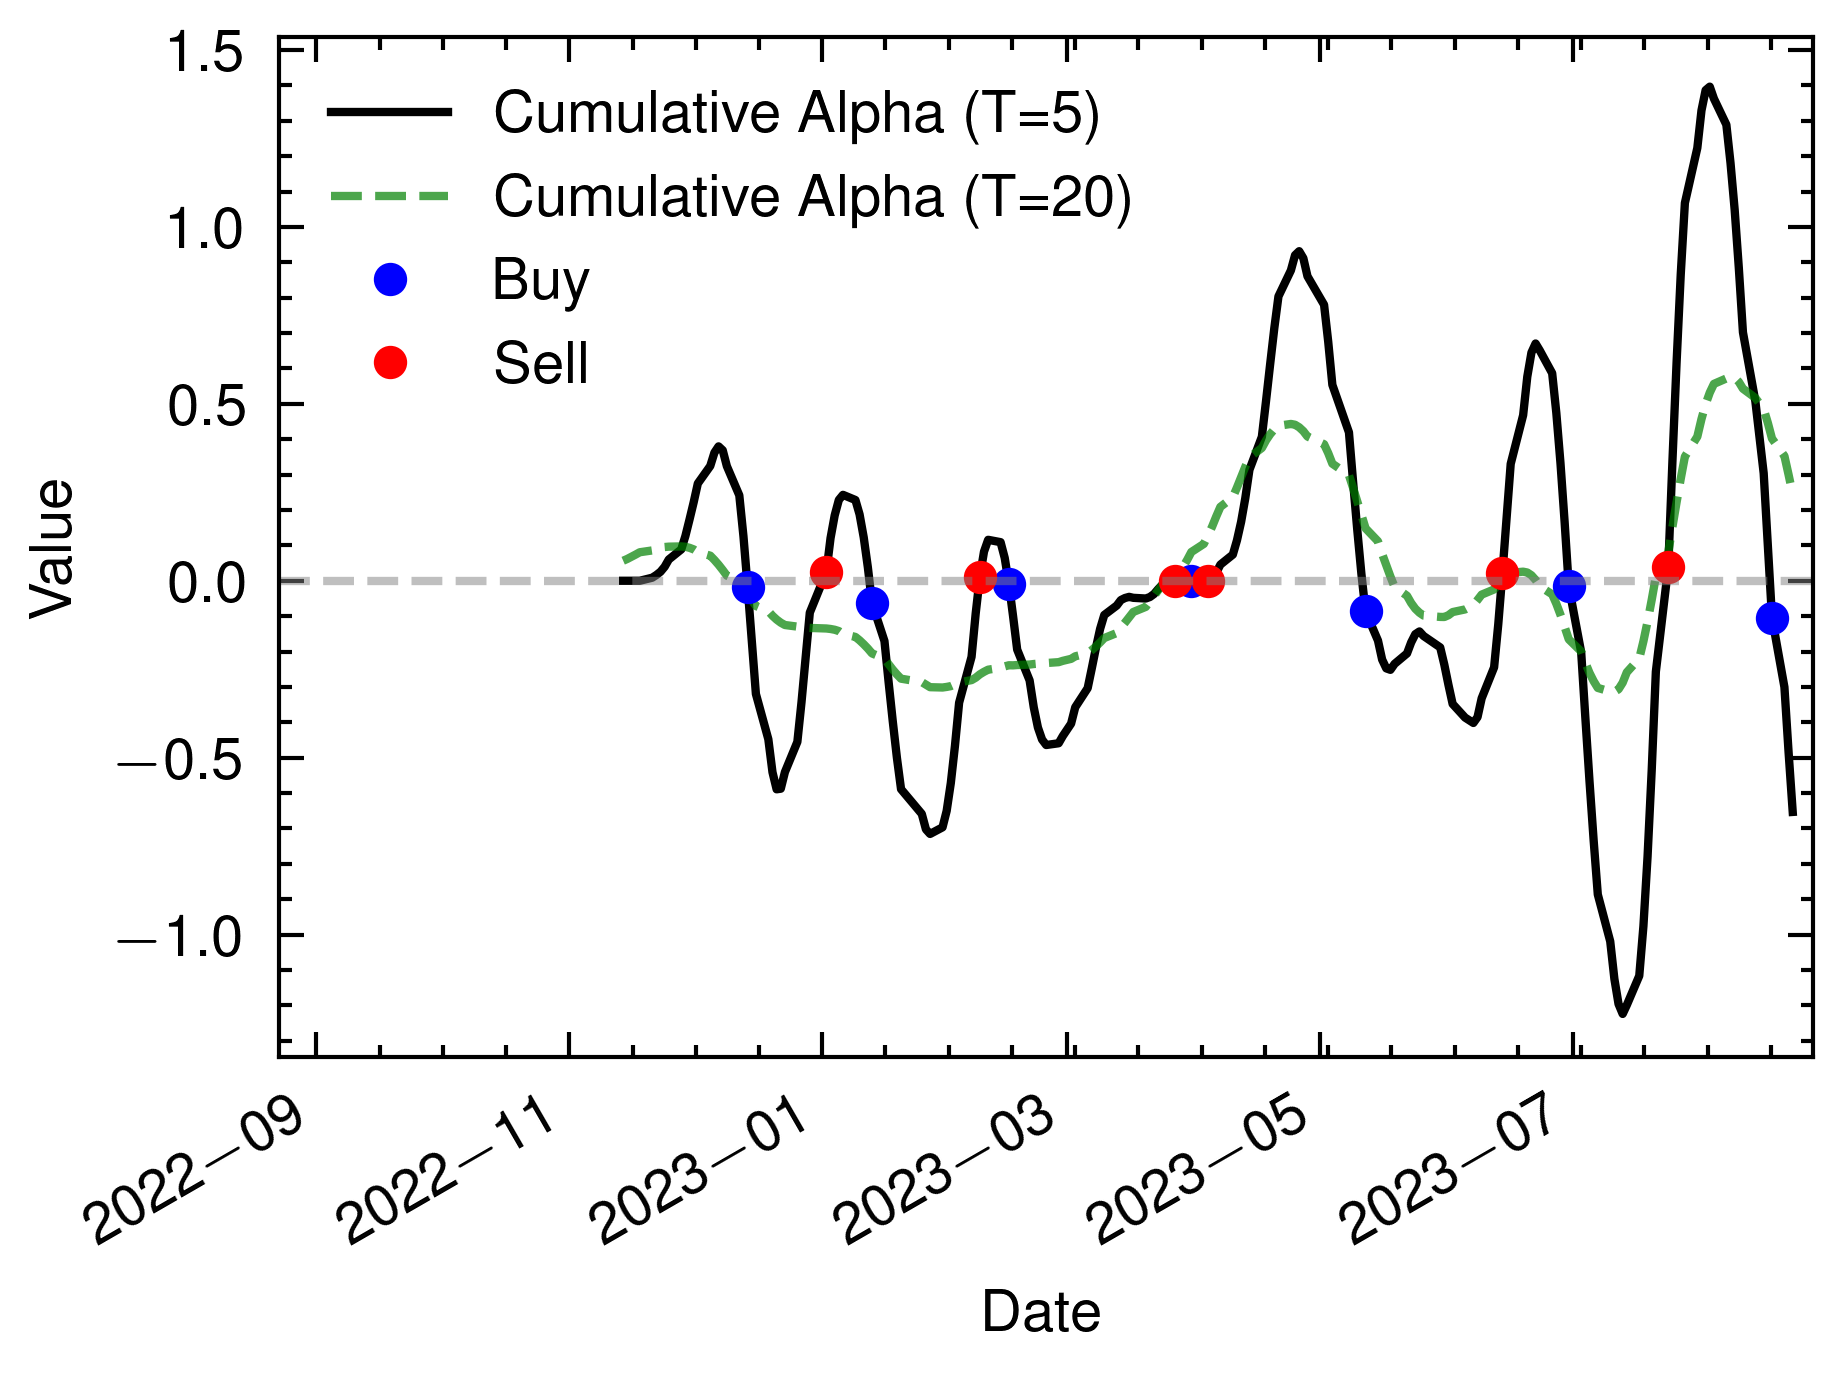 1.5
1.0
0.5
0.0
−0.5
−1.0
Value
Cumulative Alpha (T=5)
Cumulative Alpha (T=20)
Buy
Sell
2022−09
2022−11
2023−01
2023−03
2023−05
2023−07
Date